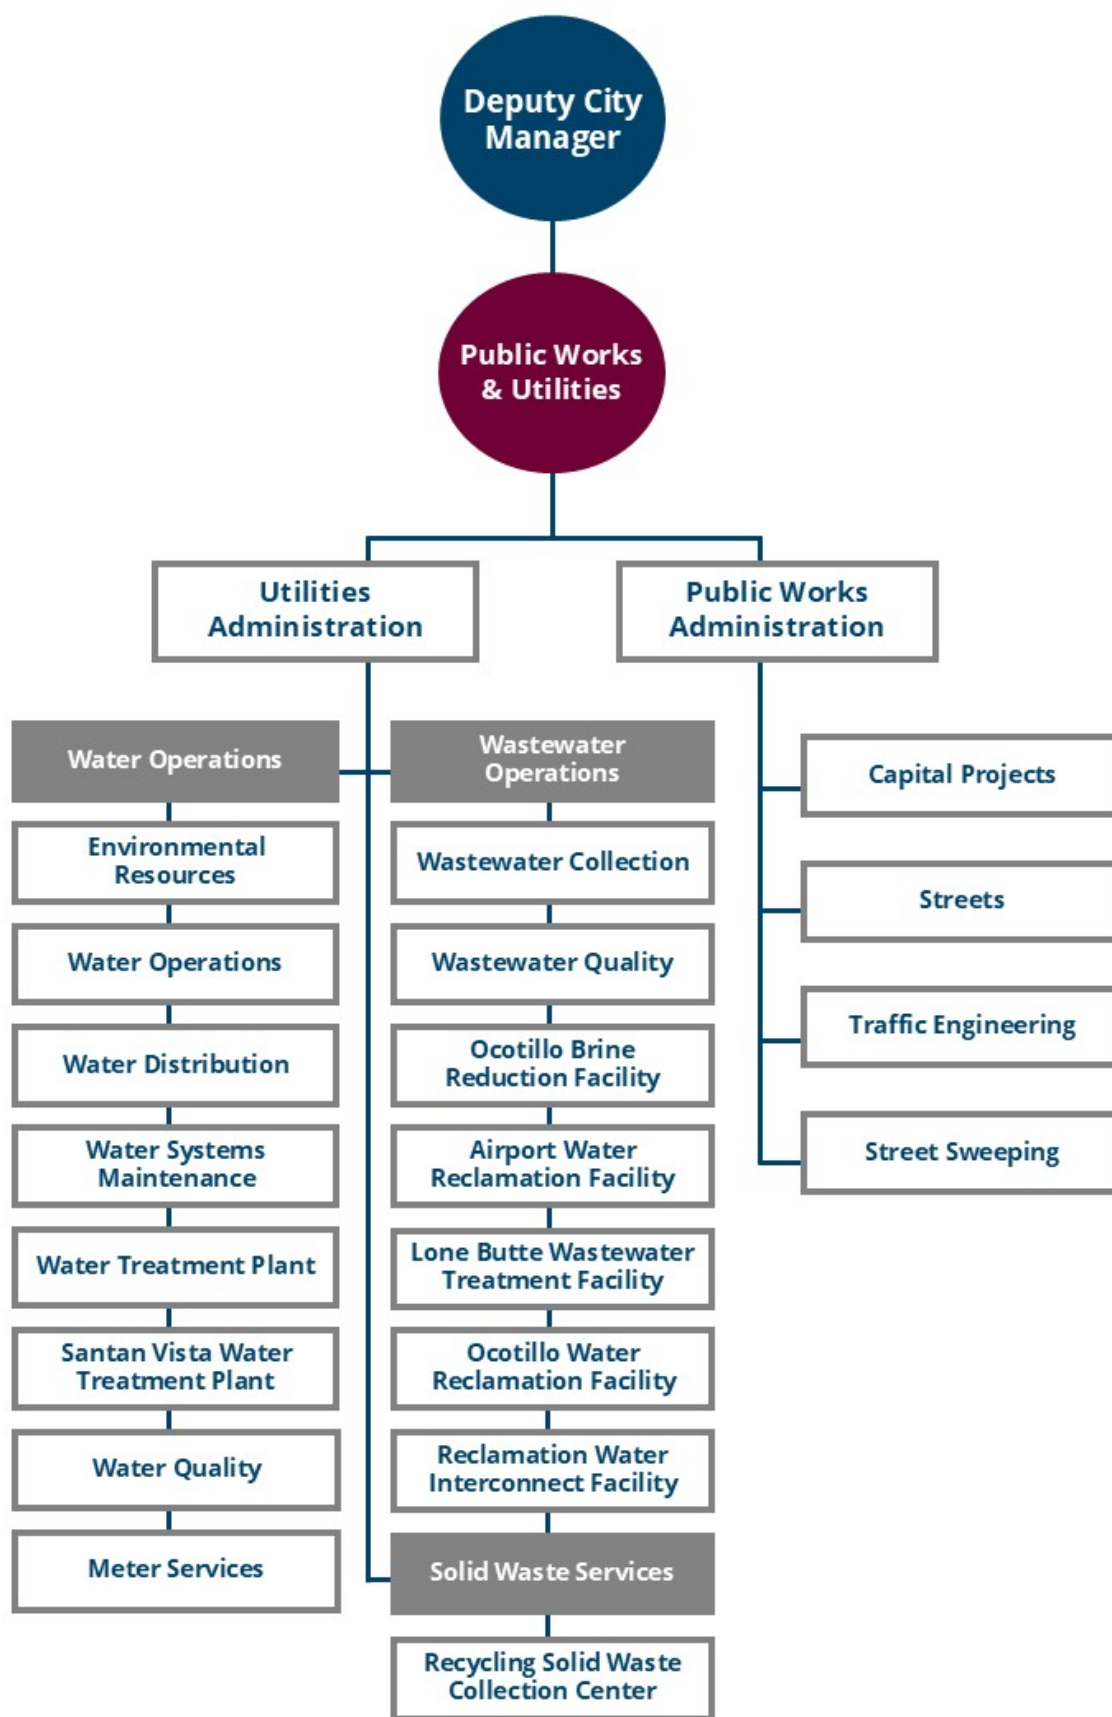 Deputy City
Manager
Public Works
& Utilities
Utilities
Administration
Public Works
Administration
Water Operations
Environmental
Resources
Water Operations
Water Distribution
Water Systems
Maintenance
Water Treatment Plant
Santan Vista Water
Treatment Plant
Water Quality
Meter Services
Wastewater
Operations
Wastewater Collection
Wastewater Quality
Ocotillo Brine
Reduction Facility
Airport Water
Reclamation Facility
Lone Butte Wastewater
Treatment Facility
Ocotillo Water
Reclamation Facility
Reclamation Water
Interconnect Facility
Solid Waste Services
Recycling Solid Waste
Collection Center
Capital Projects
Streets
Traffic Engineering
Street Sweeping